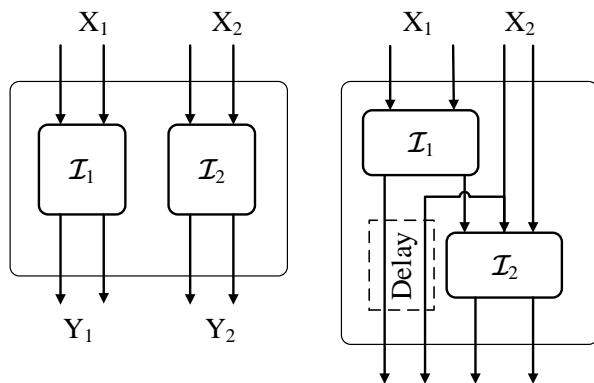 X₁ X₂
ℐ₁ ℐ₂
Y₁ Y₂
X₁ X₂
ℐ₁
Delay
ℐ₂